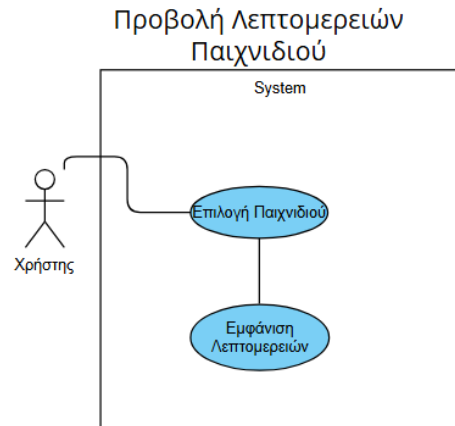 Προβολή Λεπτομερειών
Παιχνιδιού
System
Χρήστης
Επιλογή Παιχνιδιού
Εμφάνιση
Λεπτομερειών